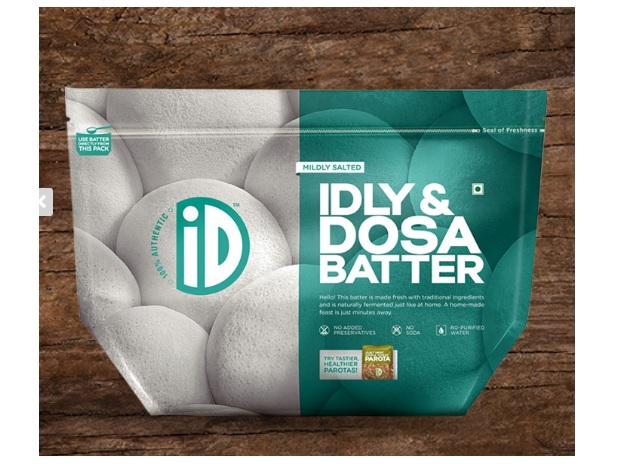 USE BATTER
DIRECTLY FROM
THIS PACK
Seal of Freshness
MILDLY SALTED
100% AUTHENTIC
iD
TM
IDLY &
DOSA
BATTER
Hello! This batter is made fresh with traditional ingredients
and is naturally fermented just like at home. A home-made
feast is just minutes away.
NO ADDED
PRESERVATIVES
NO
SODA
RO-PURIFIED
WATER
TRY TASTIER,
HEALTHIER
PAROTAS!
PAROTA
iD